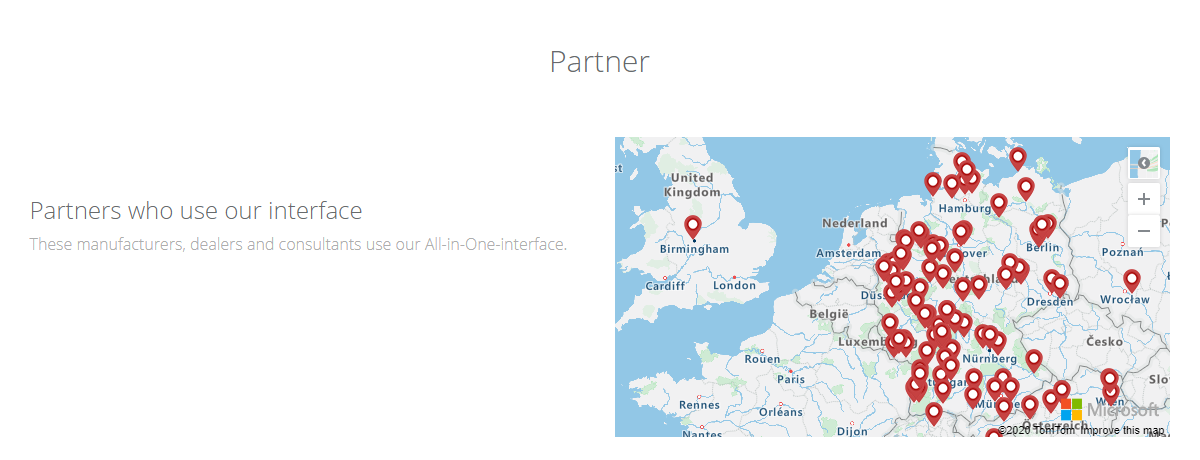 Partner
Partners who use our interface
These manufacturers, dealers and consultants use our All-in-One-interface.
United
Kingdom
Birmingham
Cardiff
London
Nederland
Amsterdam
Hamburg
Berlin
Poznań
Dresden
Wrocław
België
Rouen
Paris
Nürnberg
Česko
Rennes
Orléans
Nantes
Dijon
Wien
Österreich
Microsoft
©2020 TomTom Improve this map